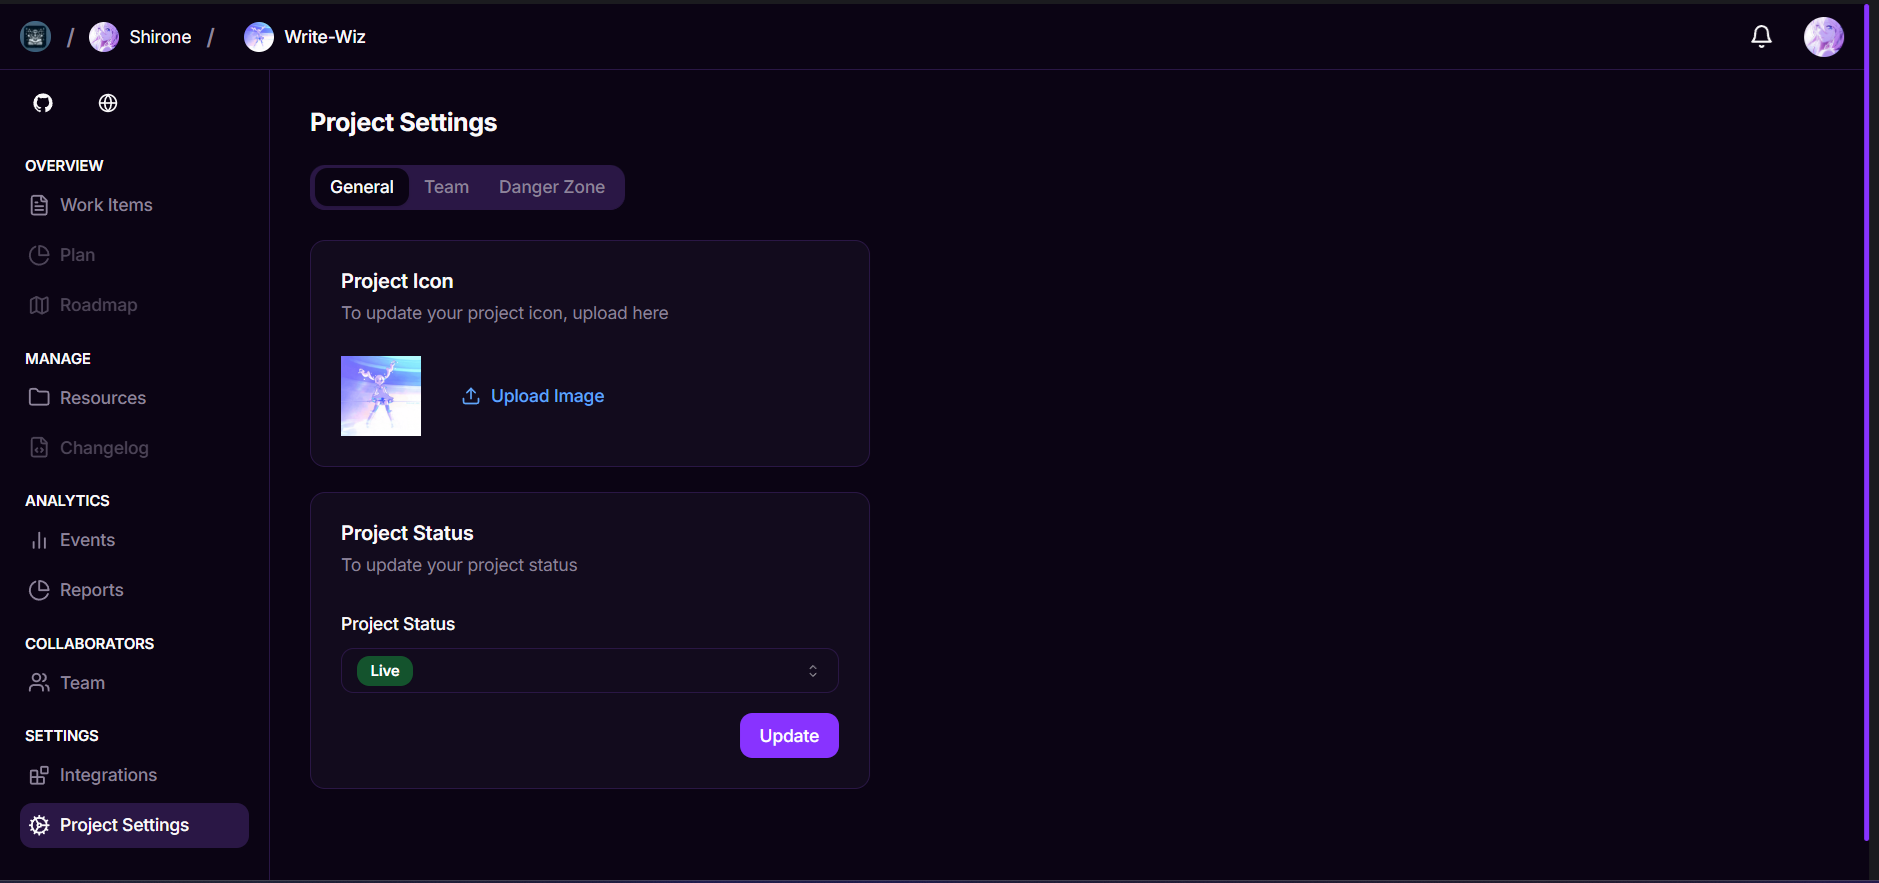 / Shirone / Write-Wiz
OVERVIEW
Work Items
Plan
Roadmap
MANAGE
Resources
Changelog
ANALYTICS
Events
Reports
COLLABORATORS
Team
SETTINGS
Integrations
Project Settings
Project Settings
General Team Danger Zone
Project Icon
To update your project icon, upload here
Upload Image
Project Status
To update your project status
Project Status
Live
Update